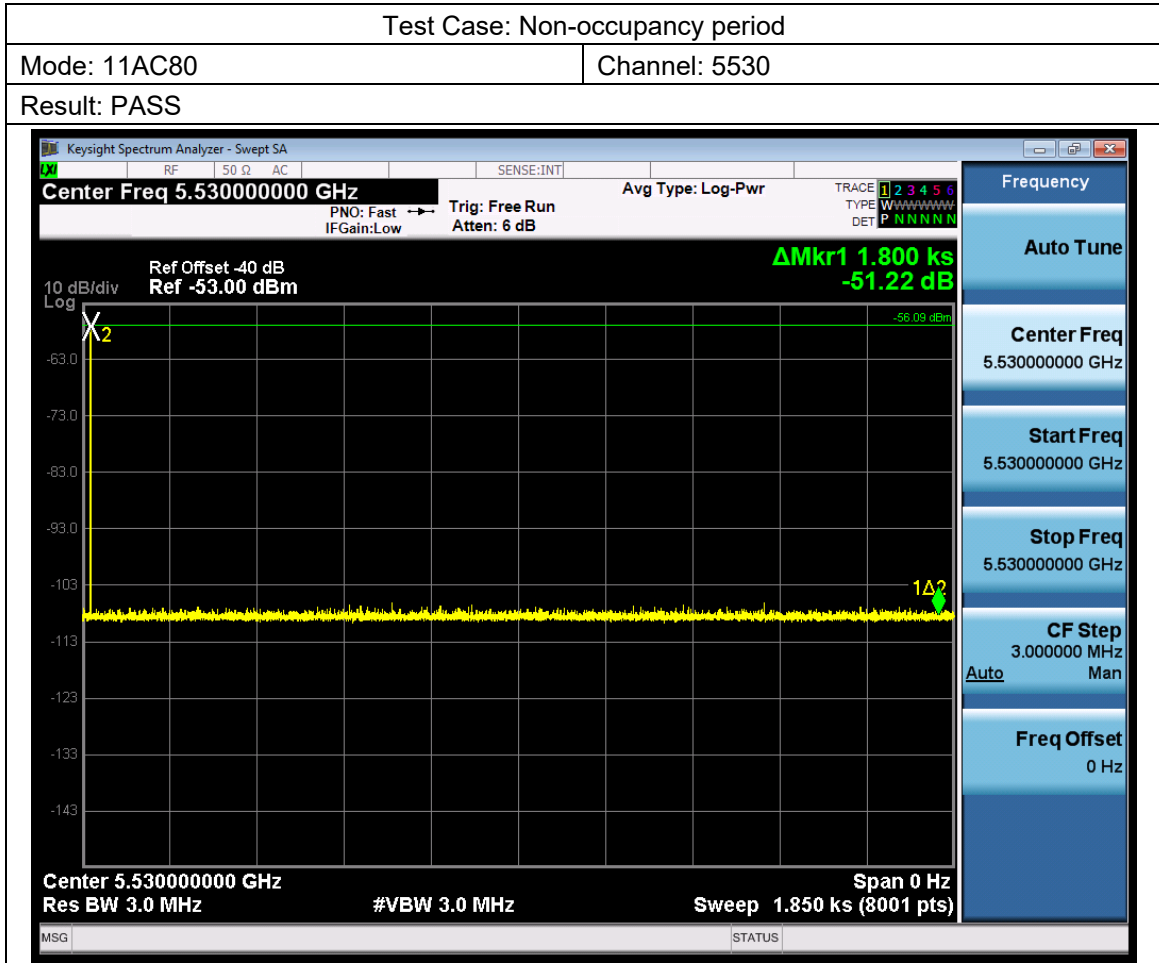 Test Case: Non-occupancy period
Mode: 11AC80 Channel: 5530
Result: PASS
Keysight Spectrum Analyzer - Swept SA
LXI RF 50 Ω AC SENSE:INT
Center Freq 5.530000000 GHz
PNO: Fast
IFGain:Low
Trig: Free Run
Atten: 6 dB
Avg Type: Log-Pwr
TRACE 1 2 3 4 5 6
TYPE WWWWWW
DET P N N N N N
Frequency
Auto Tune
Center Freq
5.530000000 GHz
Start Freq
5.530000000 GHz
Stop Freq
5.530000000 GHz
CF Step
3.000000 MHz
Auto Man
Freq Offset
0 Hz
ΔMkr1 1.800 ks
-51.22 dB
Ref Offset -40 dB
10 dB/div Ref -53.00 dBm
Log
-56.09 dBm
X2
-63.0
-73.0
-83.0
-93.0
-103
1Δ2
-113
-123
-133
-143
Center 5.530000000 GHz Span 0 Hz
Res BW 3.0 MHz #VBW 3.0 MHz Sweep 1.850 ks (8001 pts)
MSG STATUS